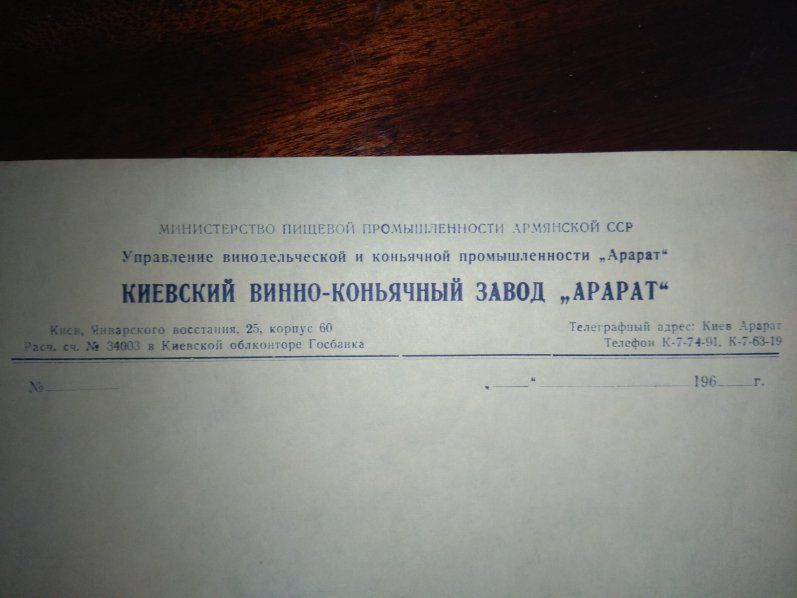 МИНИСТЕРСТВО ПИЩЕВОЙ ПРОМЫШЛЕННОСТИ АРМЯНСКОЙ ССР
Управление винодельческой и коньячной промышленности „Арарат“
КИЕВСКИЙ ВИННО-КОНЬЯЧНЫЙ ЗАВОД „АРАРАТ“
Киев, Январского восстания, 25, корпус 60
Расч. сч. № 34003 в Киевской облконторе Госбанка
Телеграфный адрес: Киев Арарат
Телефон К-7-74-91, К-7-63-19
№ „ “ 196 г.